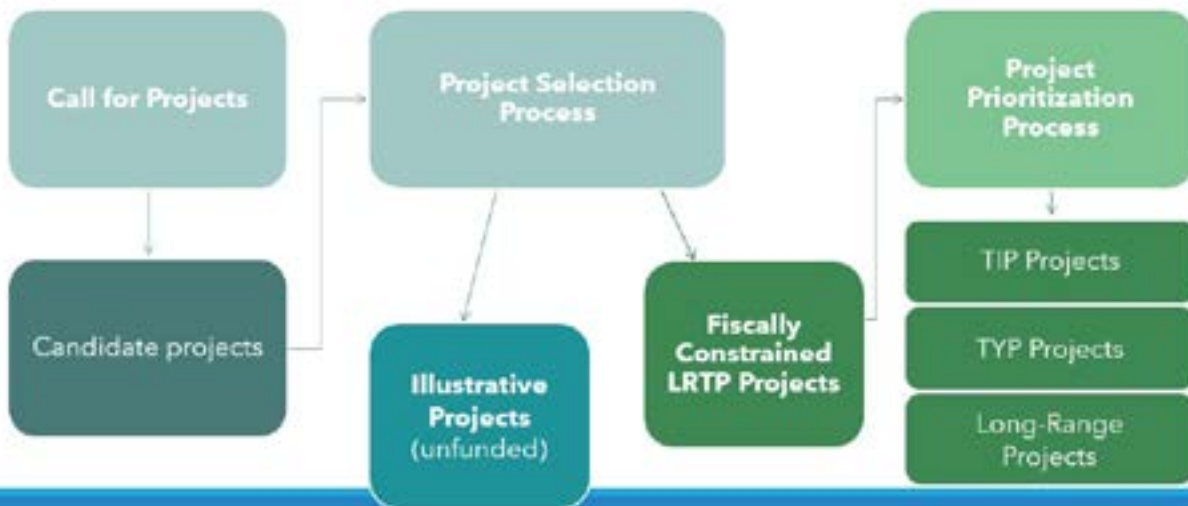 Call for Projects
Candidate projects
Project Selection
Process
Illustrative
Projects
(unfunded)
Fiscally
Constrained
LRTP Projects
Project
Prioritization
Process
TIP Projects
TYP Projects
Long-Range
Projects